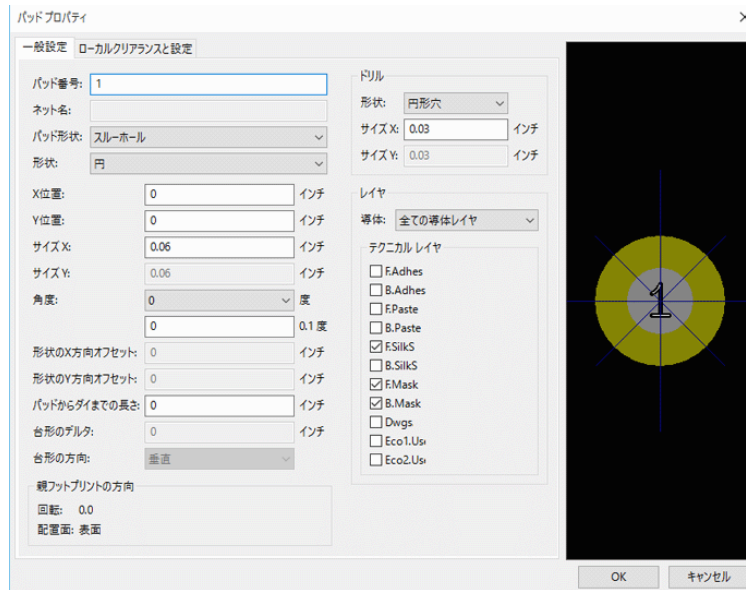 パッド プロパティ
一般設定 ローカルクリアランスと設定
パッド番号: 1
ネット名:
パッド形状: スルーホール
形状: 円
X位置: 0 インチ
Y位置: 0 インチ
サイズ X: 0.06 インチ
サイズ Y: 0.06 インチ
角度: 0 度
0 0.1 度
形状のX方向オフセット: 0 インチ
形状のY方向オフセット: 0 インチ
パッドからダイまでの長さ: 0 インチ
台形のデルタ: 0 インチ
台形の方向: 垂直
親フットプリントの方向
回転: 0.0
配置面: 表面
ドリル
形状: 円形穴
サイズ X: 0.03 インチ
サイズ Y: 0.03 インチ
レイヤ
導体: 全ての導体レイヤ
テクニカル レイヤ
F.Adhes
B.Adhes
F.Paste
B.Paste
F.SilkS
B.SilkS
F.Mask
B.Mask
Dwgs
Eco1.Use
Eco2.Use
1
OK キャンセル